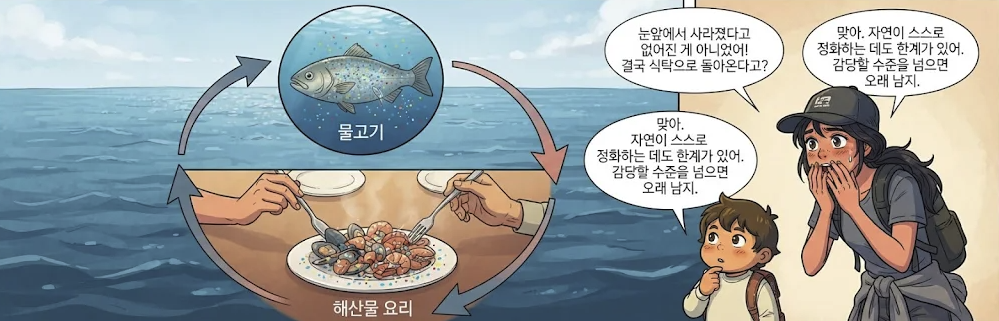 물고기
해산물 요리
눈앞에서 사라졌다고
없어진 게 아니었어!
결국 식탁으로 돌아온다고?
맞아. 자연이 스스로
정화하는 데도 한계가 있어.
감당할 수준을 넘으면
오래 남지.
맞아.
자연이 스스로
정화하는 데도 한계가 있어.
감당할 수준을 넘으면
오래 남지.